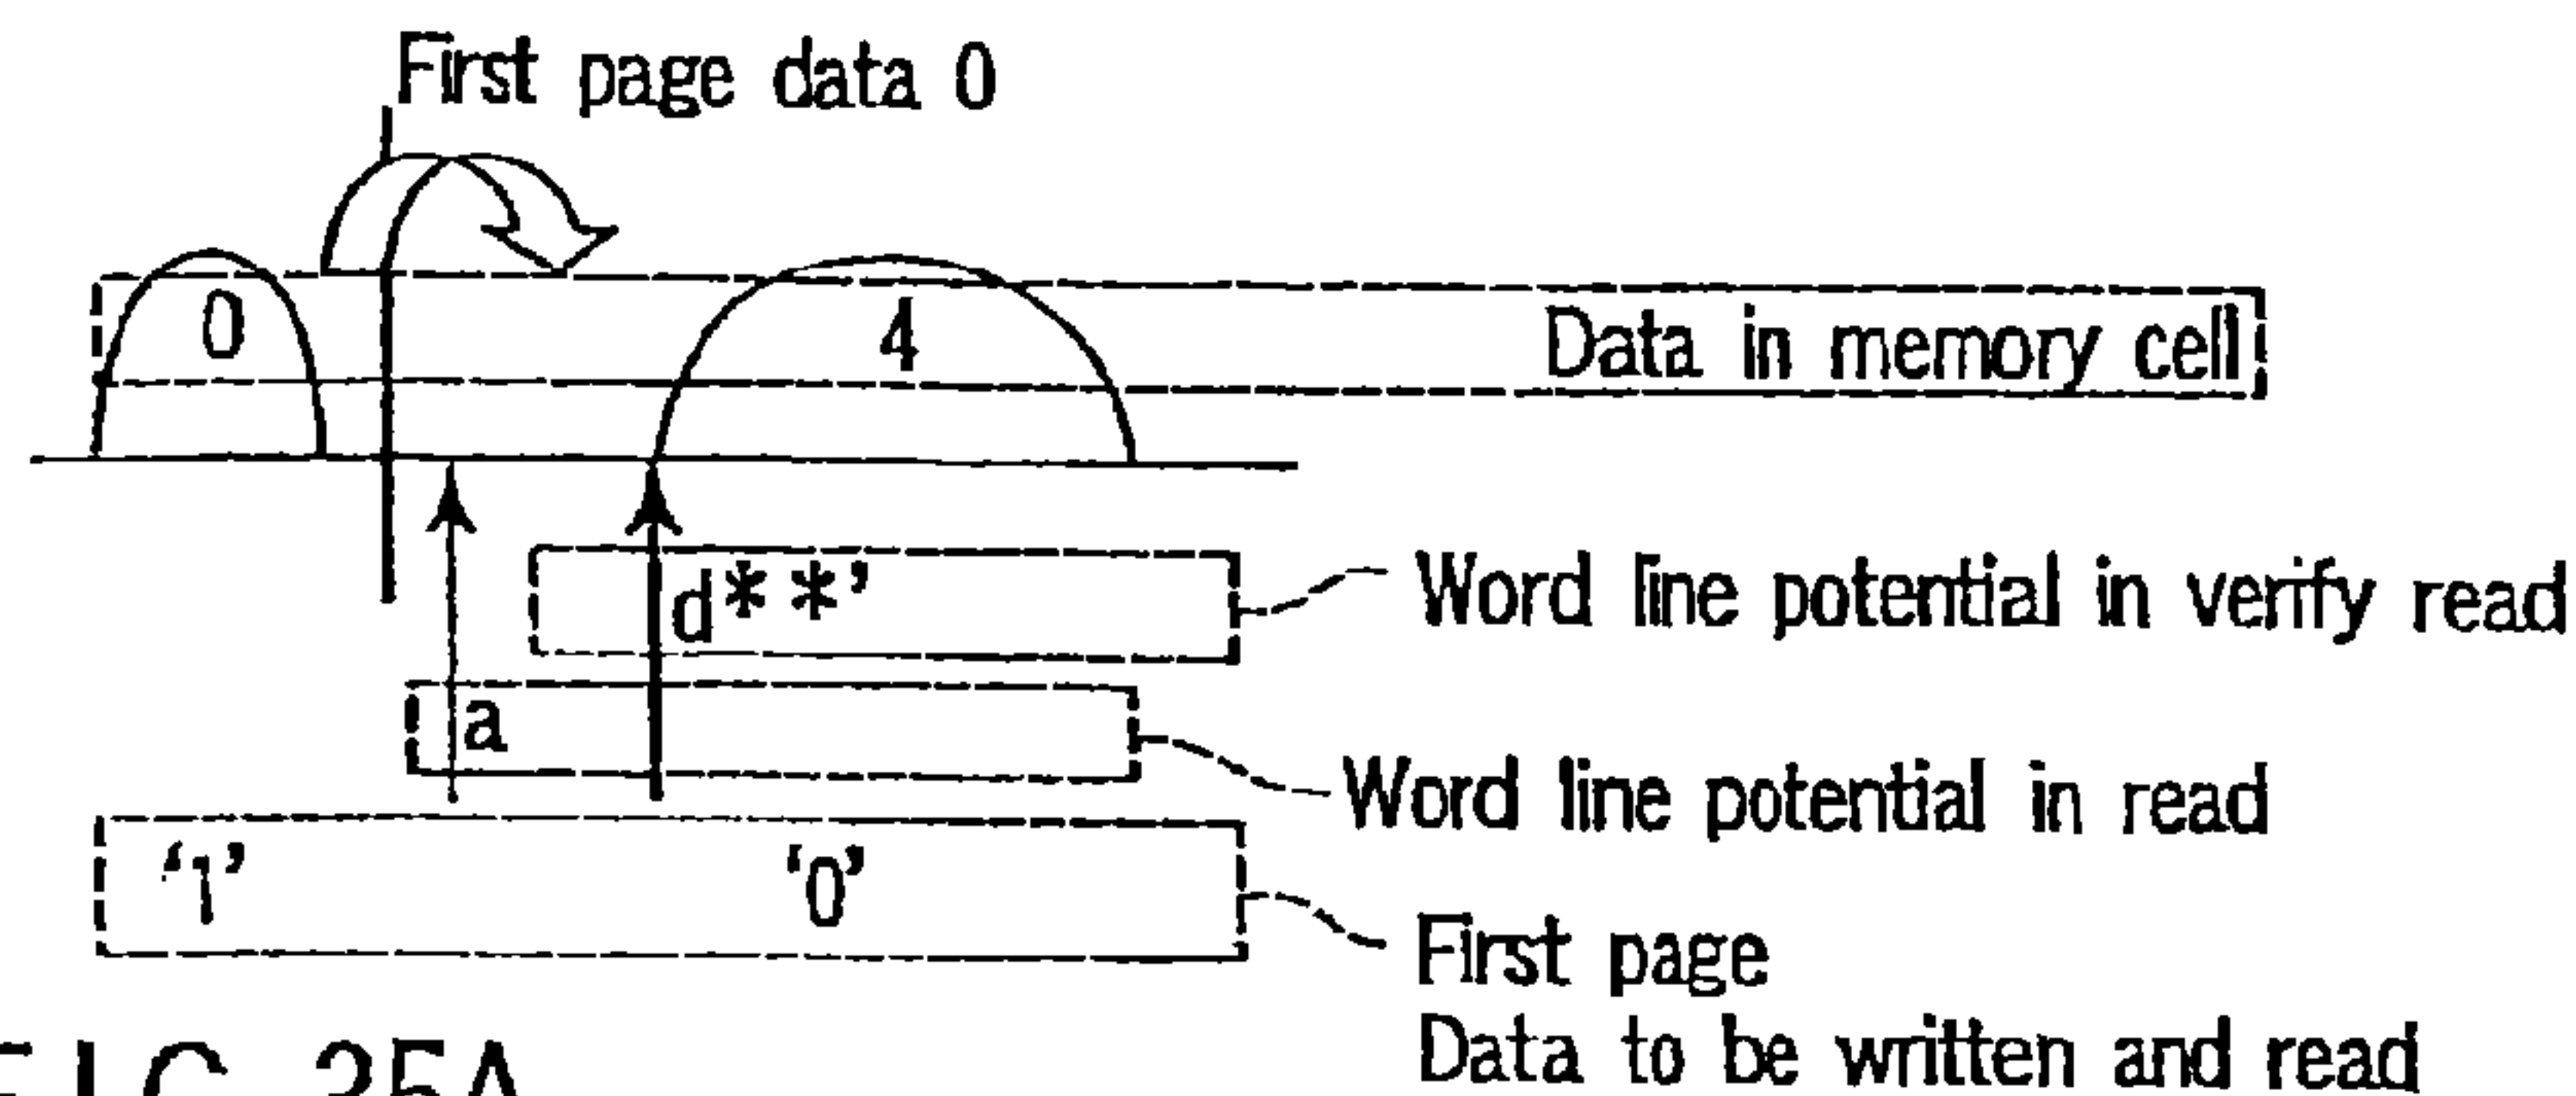 First page data 0
0
4
Data in memory cell
d**'
Word line potential in verify read
a
Word line potential in read
'1'
'0'
First page
Data to be written and read